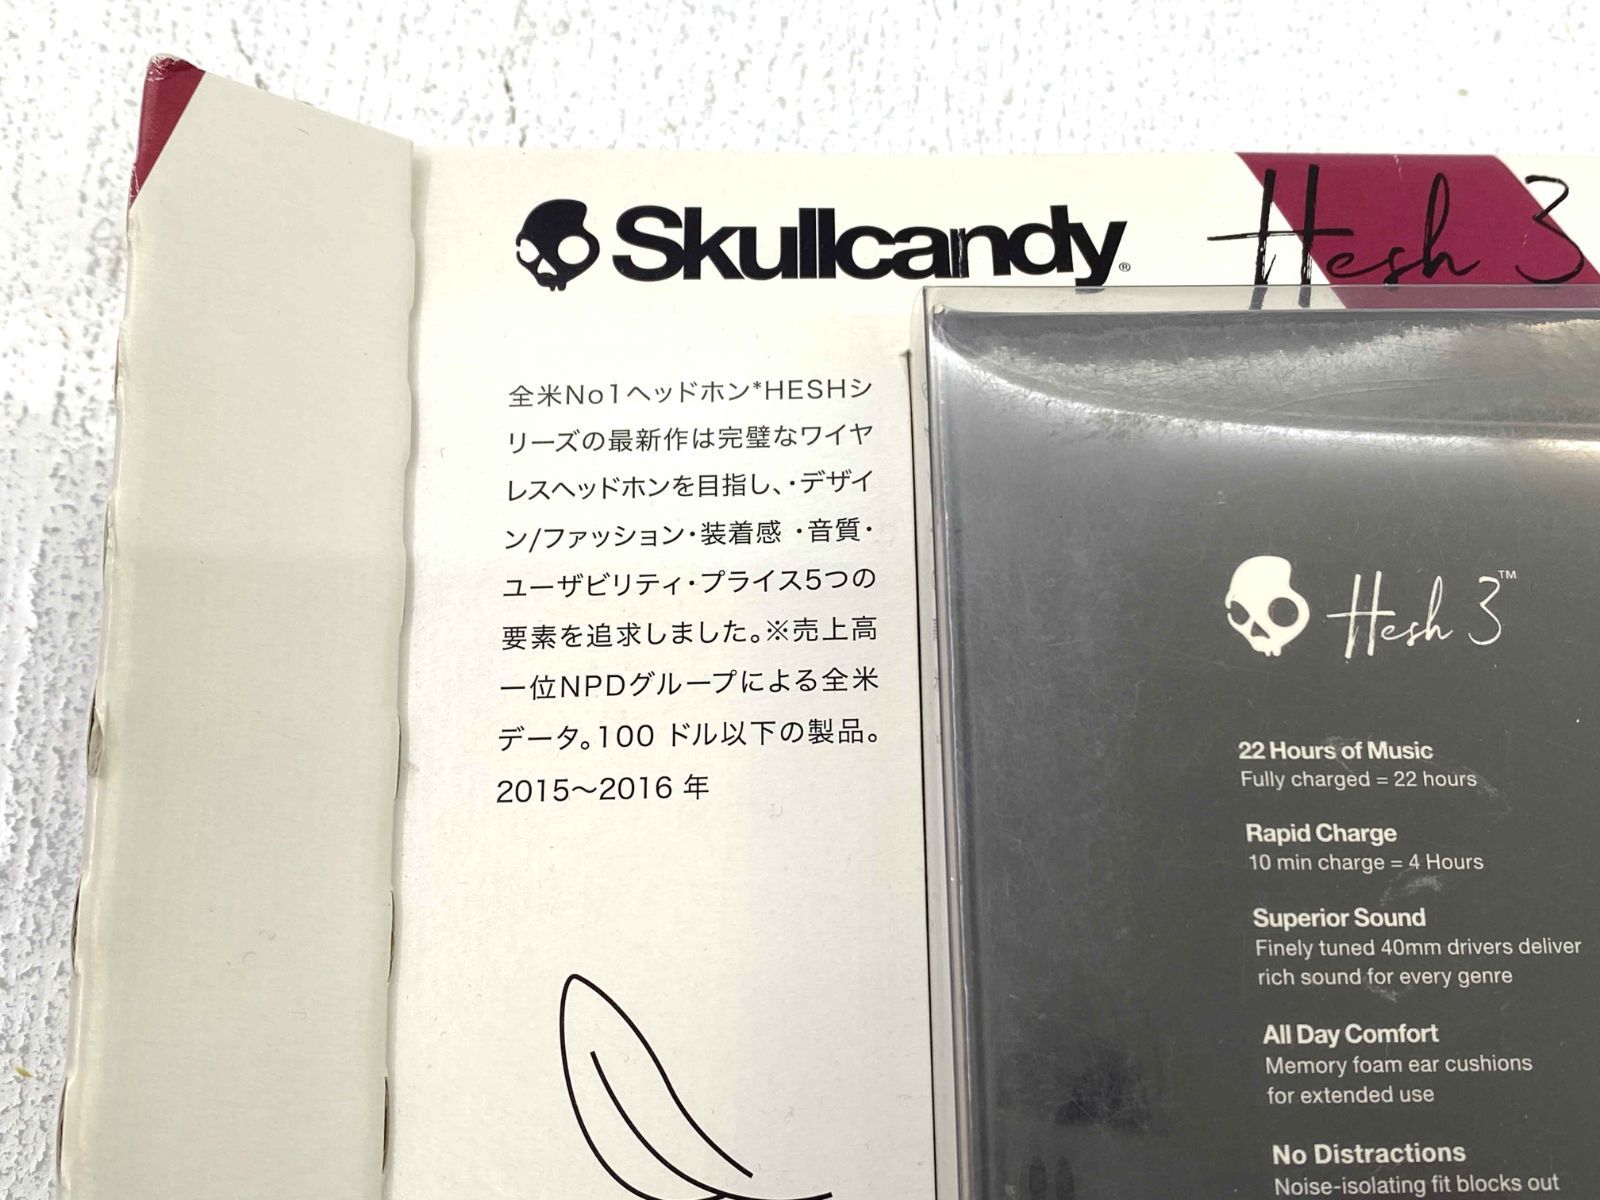 Skullcandy®
Hesh 3
全米No1ヘッドホン*HESHシ
リーズの最新作は完璧なワイヤ
レスヘッドホンを目指し、・デザイ
ン/ファッション・装着感 ・音質・
ユーザビリティ・プライス5つの
要素を追求しました。※売上高
一位NPDグループによる全米
データ。100 ドル以下の製品。
2015〜2016 年
Hesh 3™
22 Hours of Music
Fully charged = 22 hours
Rapid Charge
10 min charge = 4 Hours
Superior Sound
Finely tuned 40mm drivers deliver
rich sound for every genre
All Day Comfort
Memory foam ear cushions
for extended use
No Distractions
Noise-isolating fit blocks out